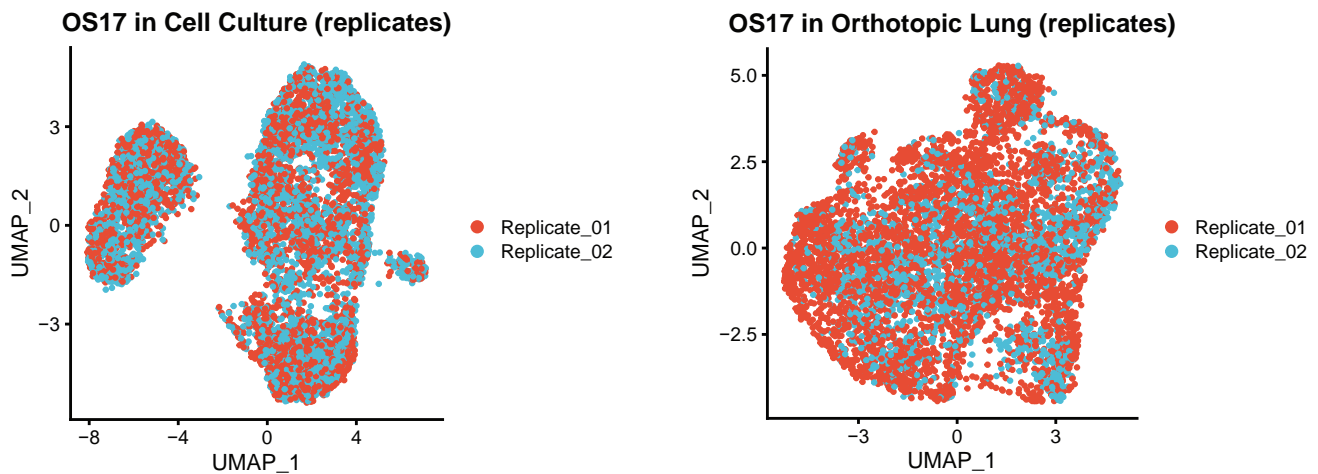 OS17 in Cell Culture (replicates)
3
0
−3
−8
−4
0
4
UMAP_1
UMAP_2
Replicate_01
Replicate_02
OS17 in Orthotopic Lung (replicates)
5.0
2.5
0.0
−2.5
−3
0
3
UMAP_1
UMAP_2
Replicate_01
Replicate_02